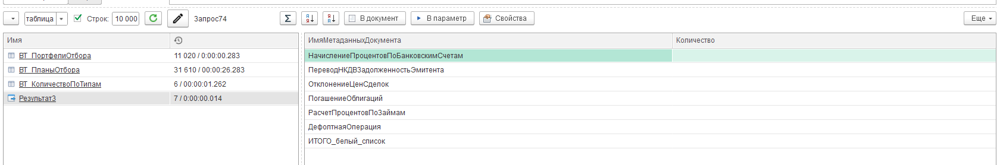 таблица Строк: 10 000 Запрос74 Σ В документ В параметр Свойства Еще
Имя
ВТ_ПортфелиОтбора 11 020 / 0:00:00.283
ВТ_ПланыОтбора 31 610 / 00:00:26.283
ВТ_КоличествоПоТипам 6 / 00:00:01.262
Результат3 7 / 0:00:00.014
ИмяМетаданныхДокумента Количество
НачислениеПроцентовПоБанковскимСчетам
ПереводНКДВЗадолженностьЭмитента
ОтклонениеЦенСделок
ПогашениеОблигаций
РасчетПроцентовПоЗаймам
ДефолтнаяОперация
ИТОГО_белый_список